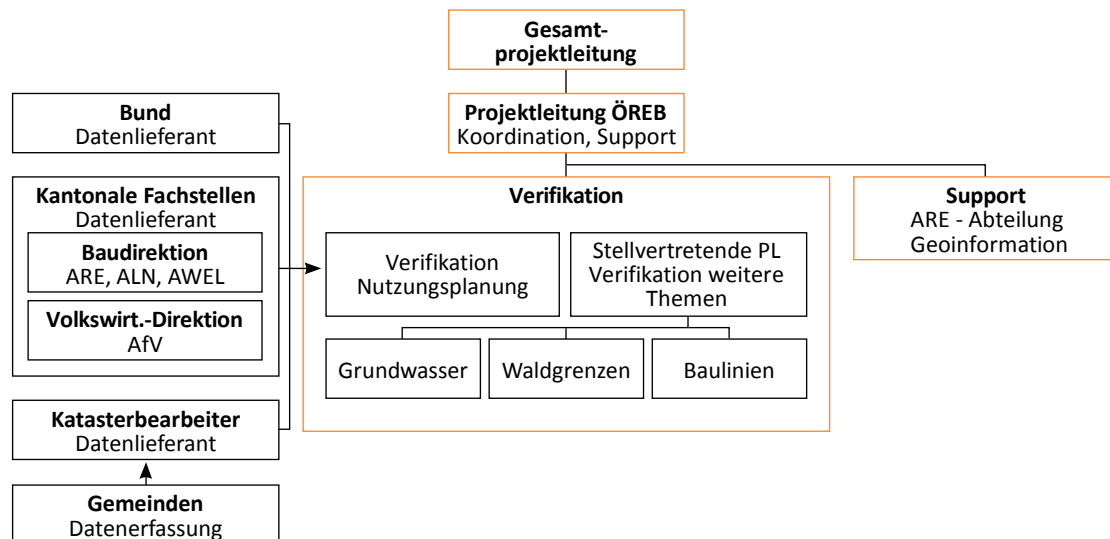 Gesamt-
projektleitung
Projektleitung ÖREB
Koordination, Support
Bund
Datenlieferant
Kantonale Fachstellen
Datenlieferant
Baudirektion
ARE, ALN, AWEL
Volkswirt.-Direktion
AfV
Katasterbearbeiter
Datenlieferant
Gemeinden
Datenerfassung
Verifikation
Verifikation
Nutzungsplanung
Stellvertretende PL
Verifikation weitere
Themen
Grundwasser
Waldgrenzen
Baulinien
Support
ARE - Abteilung
Geoinformation